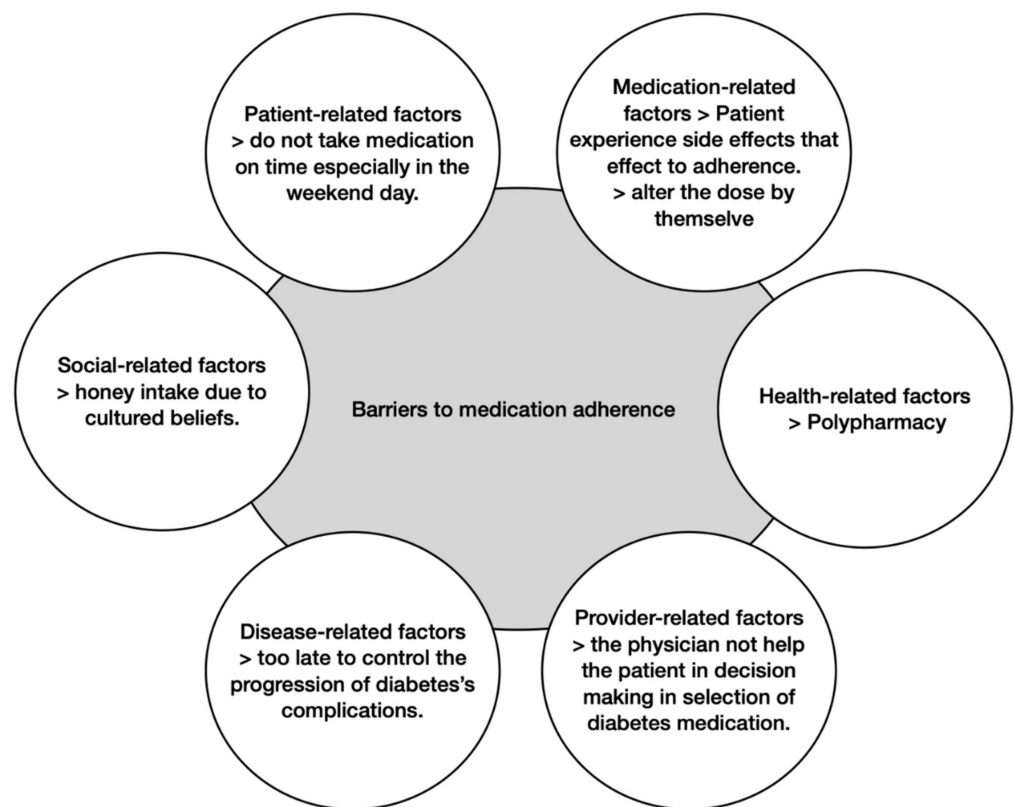 Patient-related factors
> do not take medication
on time especially in the
weekend day.
Medication-related
factors > Patient
experience side effects that
effect to adherence.
> alter the dose by
themselve
Social-related factors
> honey intake due to
cultured beliefs.
Barriers to medication adherence
Health-related factors
> Polypharmacy
Disease-related factors
> too late to control the
progression of diabetes's
complications.
Provider-related factors
> the physician not help
the patient in decision
making in selection of
diabetes medication.